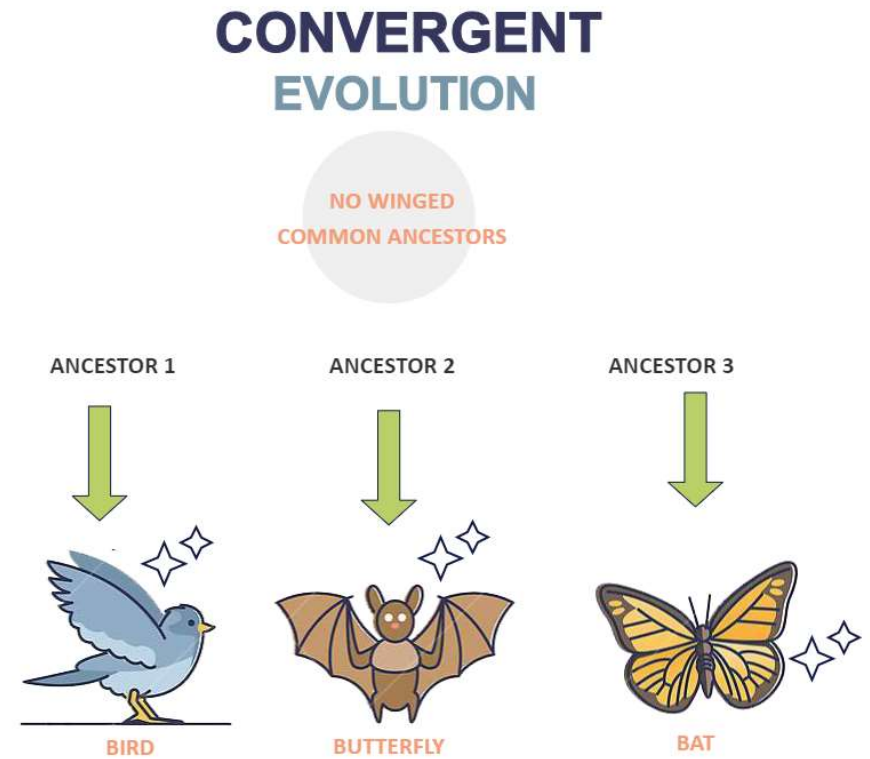 CONVERGENT
EVOLUTION
NO WINGED
COMMON ANCESTORS
ANCESTOR 1
ANCESTOR 2
ANCESTOR 3
BIRD
BUTTERFLY
BAT